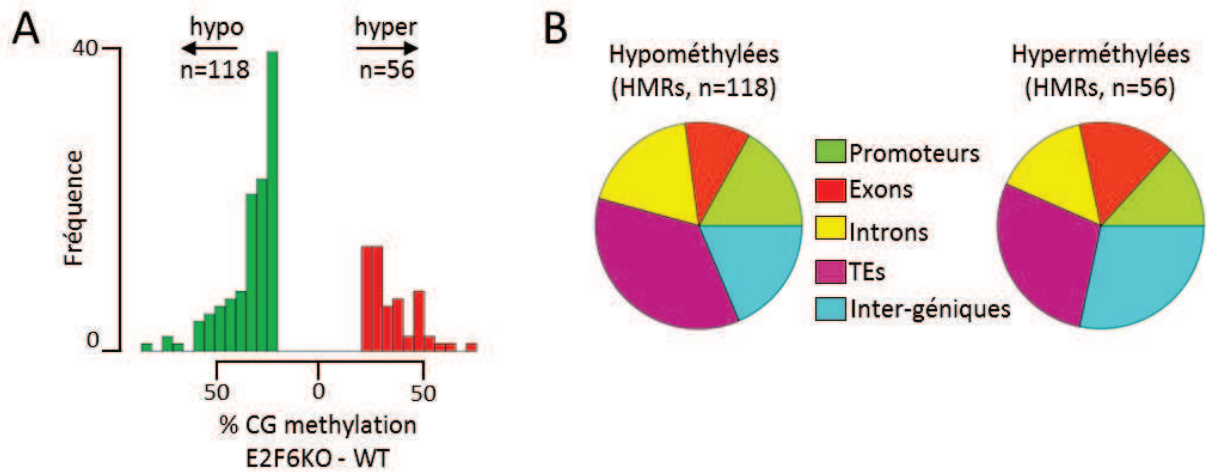 A
hypo
n=118
hyper
n=56
40
Fréquence
0
50
0
50
% CG methylation
E2F6KO - WT
B
Hypométhylées
(HMRs, n=118)
Hyperméthylées
(HMRs, n=56)
Promoteurs
Exons
Introns
TEs
Inter-géniques